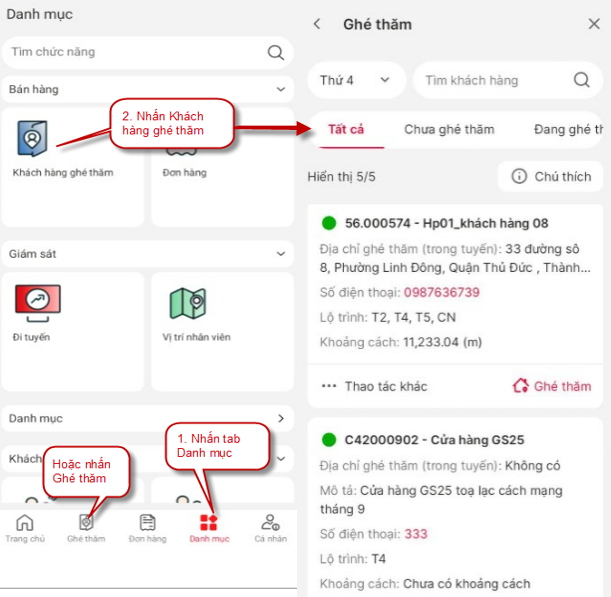 Danh mục
Tìm chức năng
Bán hàng
2. Nhấn Khách
hàng ghé thăm
Khách hàng ghé thăm
Đơn hàng
Giám sát
Đi tuyến
Vị trí nhân viên
Danh mục
1. Nhấn tab
Danh mục
Khách
Hoặc nhấn
Ghé thăm
Trang chủ
Ghé thăm
Đơn hàng
Danh mục
Cá nhân
Ghé thăm
Thứ 4
Tìm khách hàng
Tất cả
Chưa ghé thăm
Đang ghé th
Hiển thị 5/5
Chú thích
56.000574 - Hp01_khách hàng 08
Địa chỉ ghé thăm (trong tuyến): 33 đường số
8, Phường Linh Đông, Quận Thủ Đức , Thành...
Số điện thoại: 0987636739
Lộ trình: T2, T4, T5, CN
Khoảng cách: 11,233.04 (m)
Thao tác khác
Ghé thăm
C42000902 - Cửa hàng GS25
Địa chỉ ghé thăm (trong tuyến): Không có
Mô tả: Cửa hàng GS25 toạ lạc cách mạng
tháng 9
Số điện thoại: 333
Lộ trình: T4
Khoảng cách: Chưa có khoảng cách